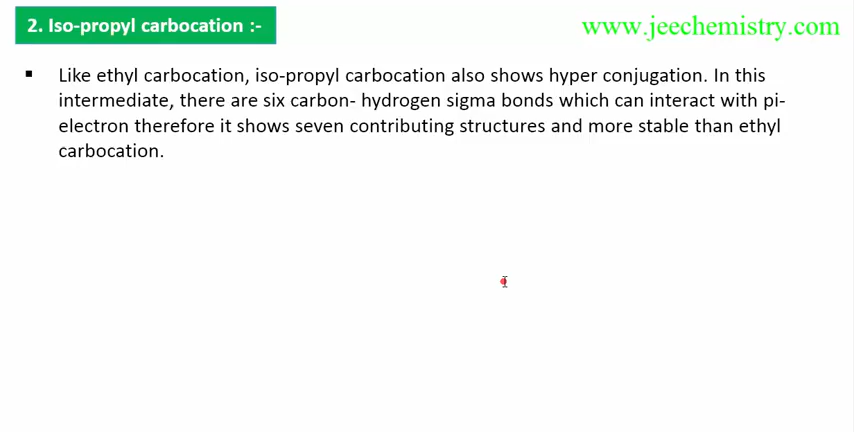 2. Iso-propyl carbocation :-
www.jeechemistry.com
▪ Like ethyl carbocation, iso-propyl carbocation also shows hyper conjugation. In this
intermediate, there are six carbon- hydrogen sigma bonds which can interact with pi-
electron therefore it shows seven contributing structures and more stable than ethyl
carbocation.